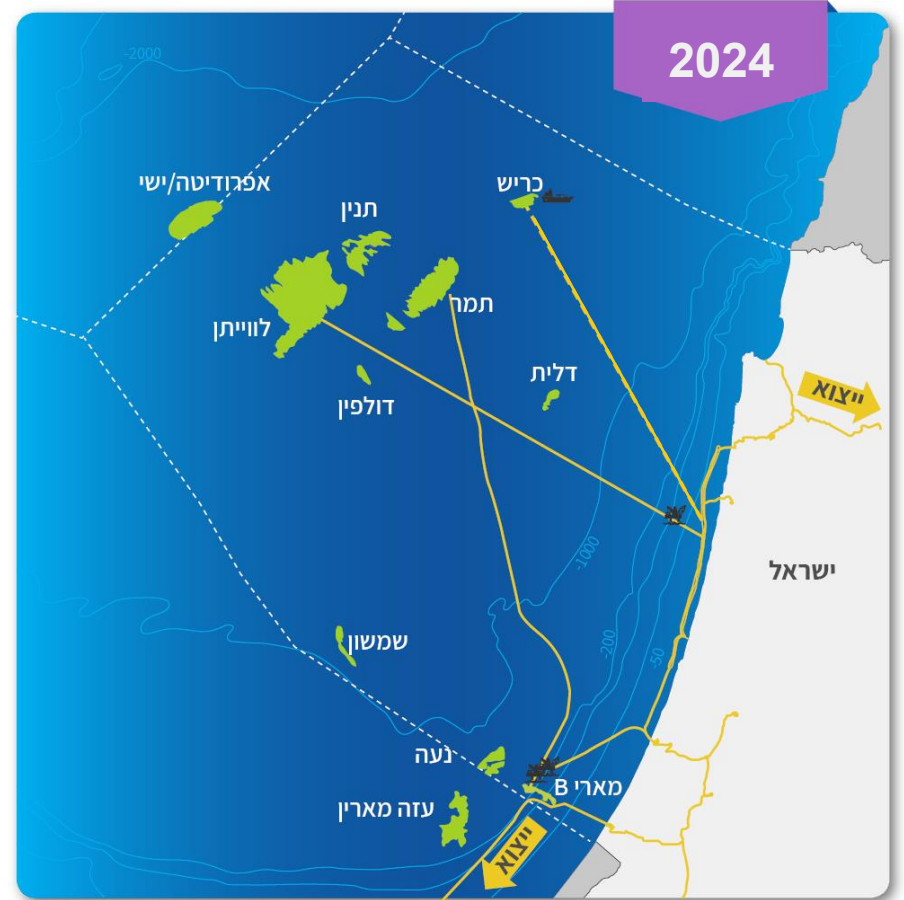 2024
-2000
אפרודיטה/ישי
כריש
תנין
תמר
לווייתן
דלית
דולפין
ייצוא
-1000
ישראל
שמשון
-200
-50
נעה
מארי B
עזה מארין
ייצוא